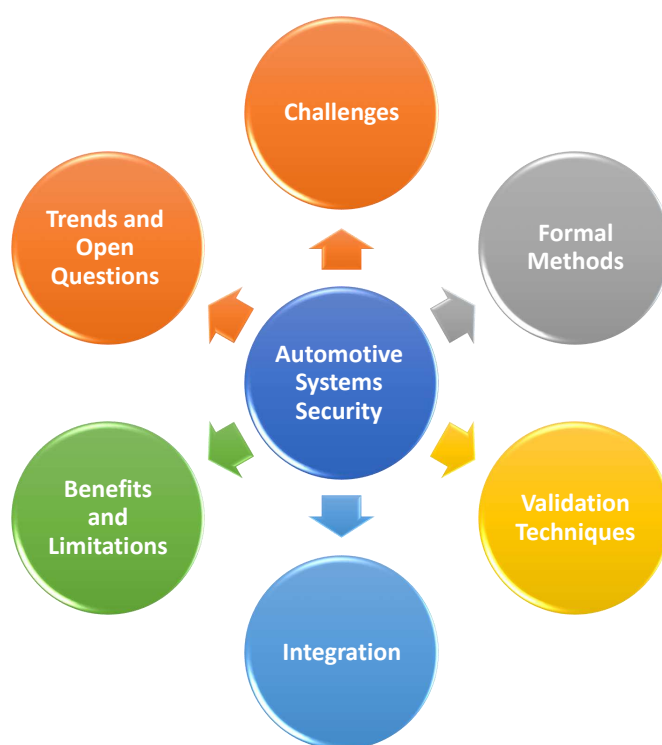 Challenges
Trends and
Open
Questions
Formal
Methods
Automotive
Systems
Security
Benefits
and
Limitations
Validation
Techniques
Integration